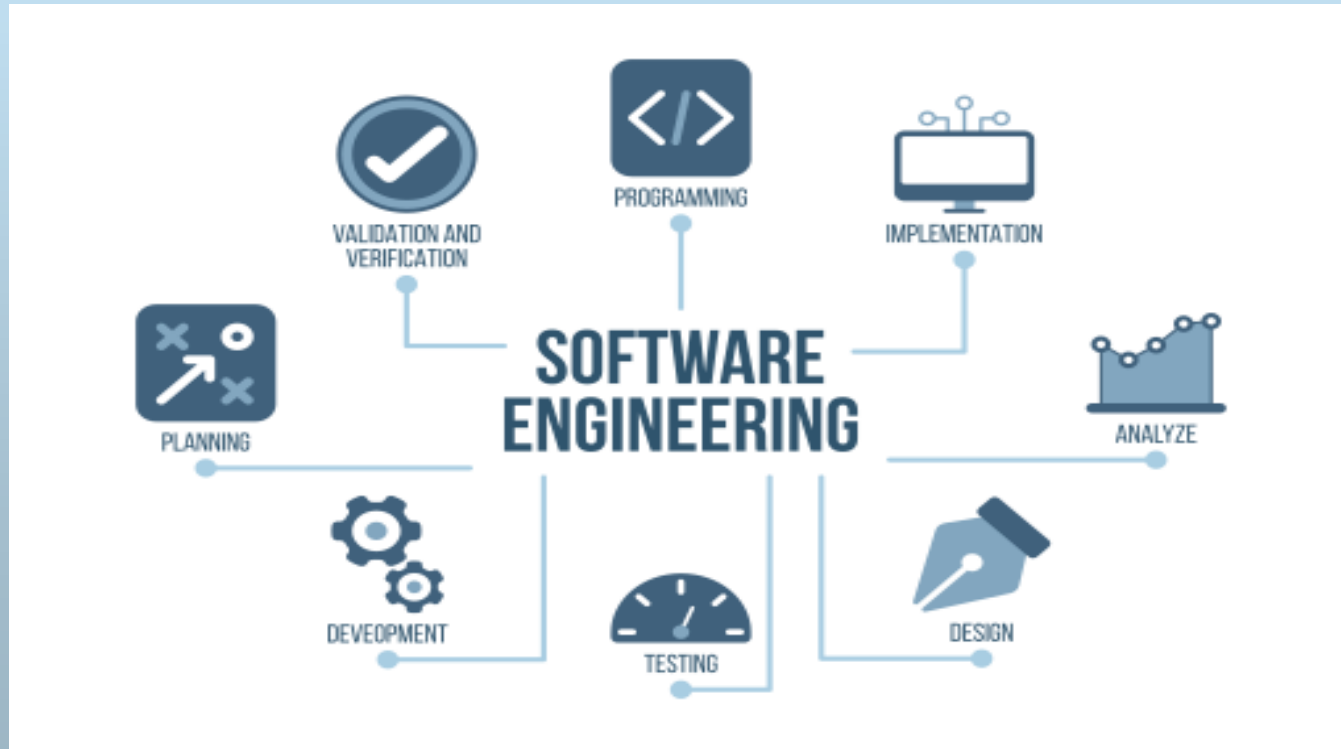 PROGRAMMING
VALIDATION AND
VERIFICATION
IMPLEMENTATION
SOFTWARE
ENGINEERING
PLANNING
ANALYZE
DEVEOPMENT
TESTING
DESIGN